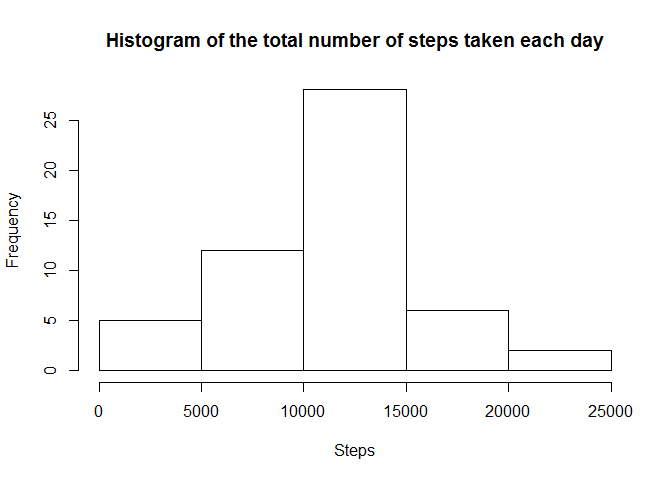 Histogram of the total number of steps taken each day
Frequency
25
20
15
10
5
0
0 5000 10000 15000 20000 25000
Steps